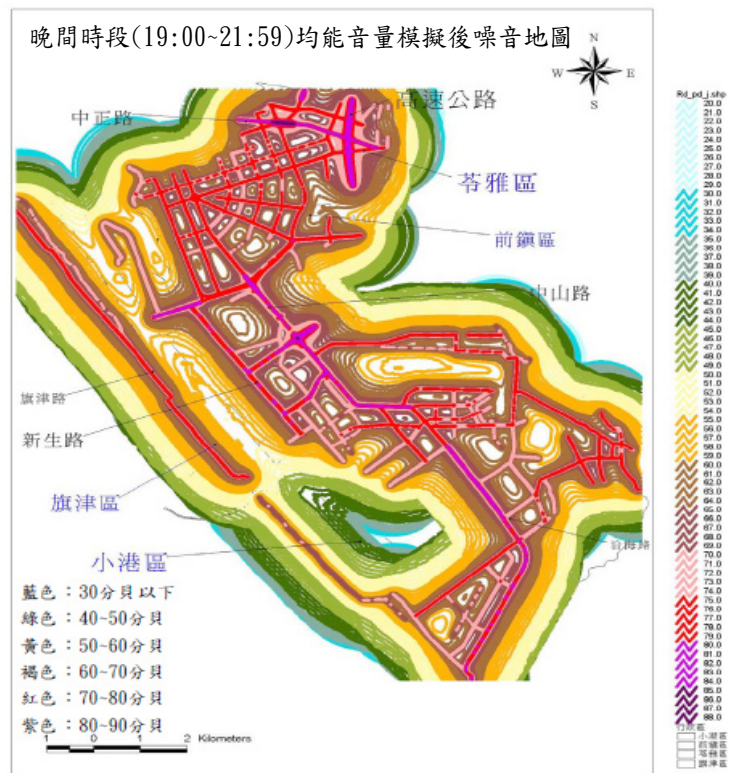 晚間時段(19:00~21:59)均能音量模擬後噪音地圖
N
W E
S
中正路
高速公路
苓雅區
前鎮區
中山路
旗津路
新生路
旗津區
小港區
沿海路
藍色：30分貝以下
綠色：40~50分貝
黃色：50~60分貝
褐色：60~70分貝
紅色：70~80分貝
紫色：80~90分貝
1 0 1 2 Kilometers
Rd_pd_j.shp
20.0
21.0
22.0
23.0
24.0
25.0
26.0
27.0
28.0
29.0
30.0
31.0
32.0
33.0
34.0
35.0
36.0
37.0
38.0
39.0
40.0
41.0
42.0
43.0
44.0
45.0
46.0
47.0
48.0
49.0
50.0
51.0
52.0
53.0
54.0
55.0
56.0
57.0
58.0
59.0
60.0
61.0
62.0
63.0
64.0
65.0
66.0
67.0
68.0
69.0
70.0
71.0
72.0
73.0
74.0
75.0
76.0
77.0
78.0
79.0
80.0
81.0
82.0
83.0
84.0
85.0
86.0
87.0
88.0
行政區
小港區
前鎮區
苓雅區
旗津區